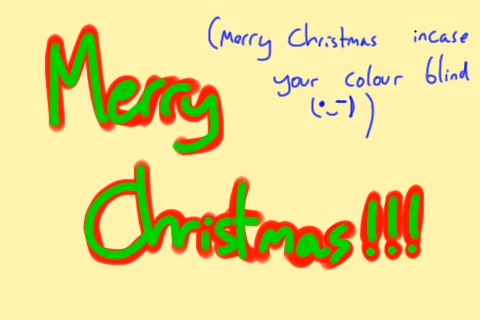 Merry
Christmas!!!
(Merry Christmas incase
your colour blind
(•‿-))